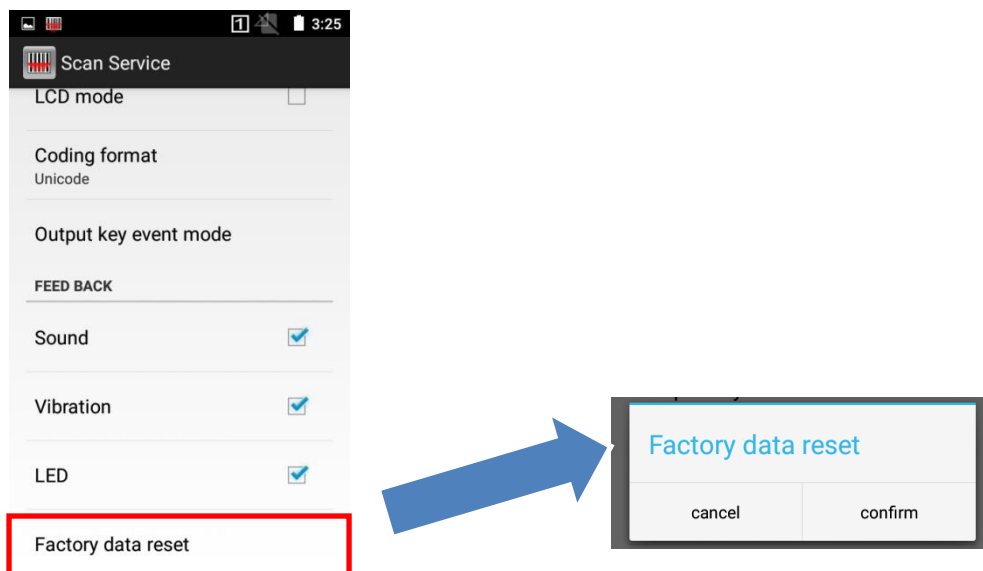 1 3:25
Scan Service
LCD mode
Coding format
Unicode
Output key event mode
FEED BACK
Sound
Vibration
LED
Factory data reset
Factory data reset
cancel confirm